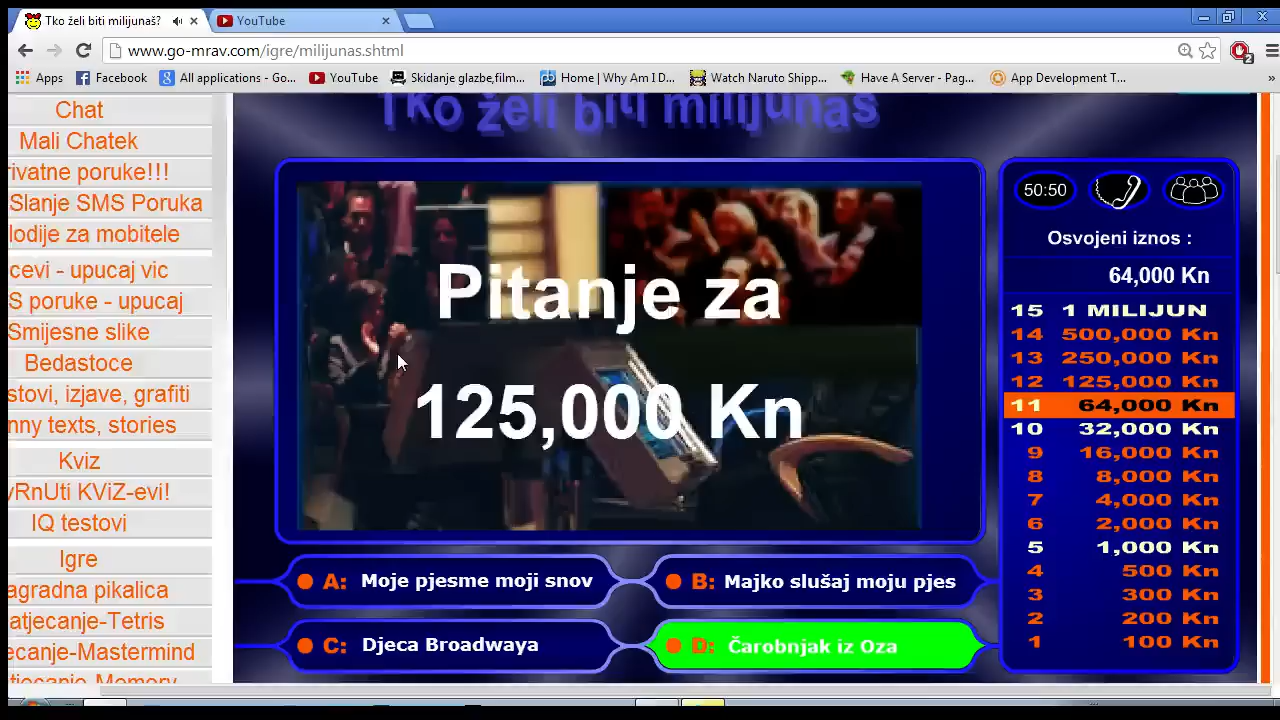 Tko želi biti milijunaš?
YouTube
www.go-mrav.com/igre/milijunas.shtml
Apps
Facebook
All applications - Go...
YouTube
Skidanje glazbe,film...
Home | Why Am I D...
Watch Naruto Shipp...
Have A Server - Pag...
App Development T...
»
2
Chat
Mali Chatek
rivatne poruke!!!
Slanje SMS Poruka
lodije za mobitele
cevi - upucaj vic
S poruke - upucaj
Smijesne slike
Bedastoce
stovi, izjave, grafiti
nny texts, stories
Kviz
yRnUti KViZ-evi!
IQ testovi
Igre
agradna pikalica
atjecanje-Tetris
ecanje-Mastermind
tjecanje-Memory
Tko želi biti milijunaš
Pitanje za
125,000 Kn
A: Moje pjesme moji snov
B: Majko slušaj moju pjes
C: Djeca Broadwaya
D: Čarobnjak iz Oza
50:50
Osvojeni iznos :
64,000 Kn
15 1 MILIJUN
14 500,000 Kn
13 250,000 Kn
12 125,000 Kn
11 64,000 Kn
10 32,000 Kn
9 16,000 Kn
8 8,000 Kn
7 4,000 Kn
6 2,000 Kn
5 1,000 Kn
4 500 Kn
3 300 Kn
2 200 Kn
1 100 Kn